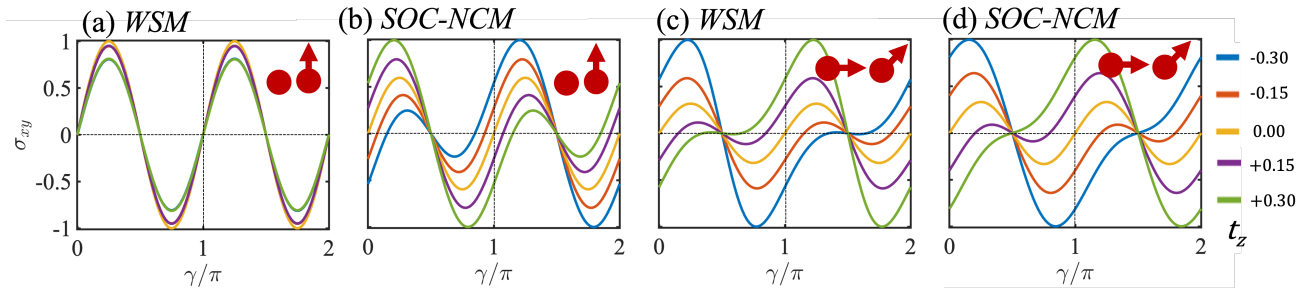 (a) WSM
(b) SOC-NCM
(c) WSM
(d) SOC-NCM
1
0.5
0
-0.5
-1
σxy
0 1 2
0 1 2
0 1 2
0 1 2
γ/π
γ/π
γ/π
γ/π
-0.30
-0.15
0.00
+0.15
+0.30
tz